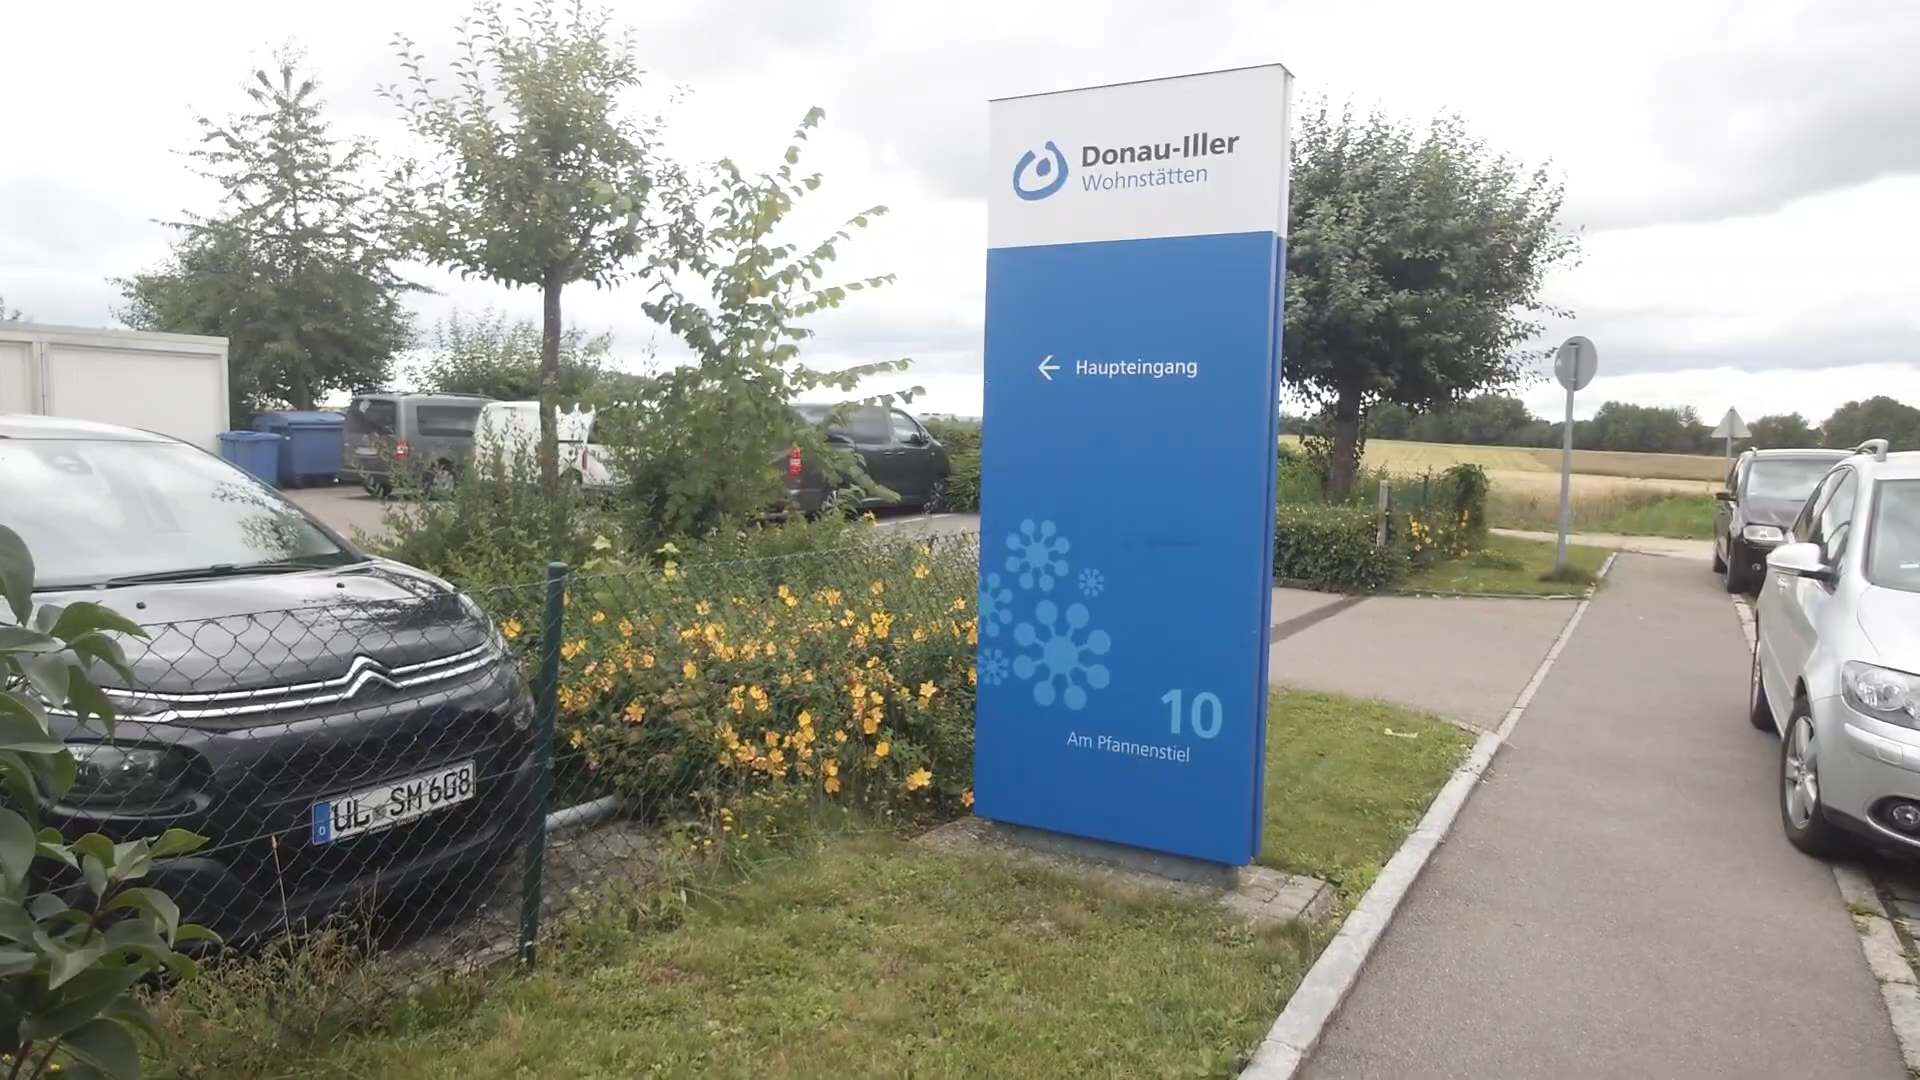 Donau-Iller
Wohnstätten
← Haupteingang
10
Am Pfannenstiel
UL SM 608